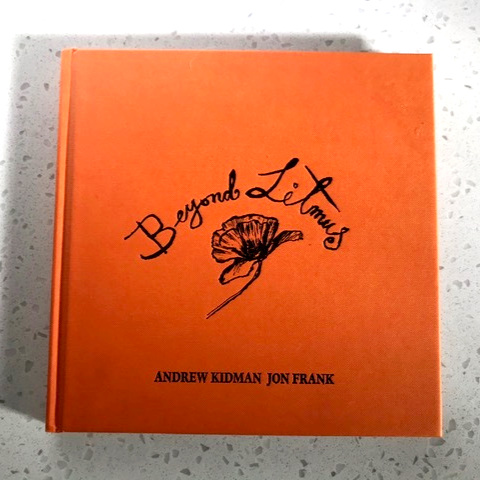 Beyond Litmus
ANDREW KIDMAN JON FRANK